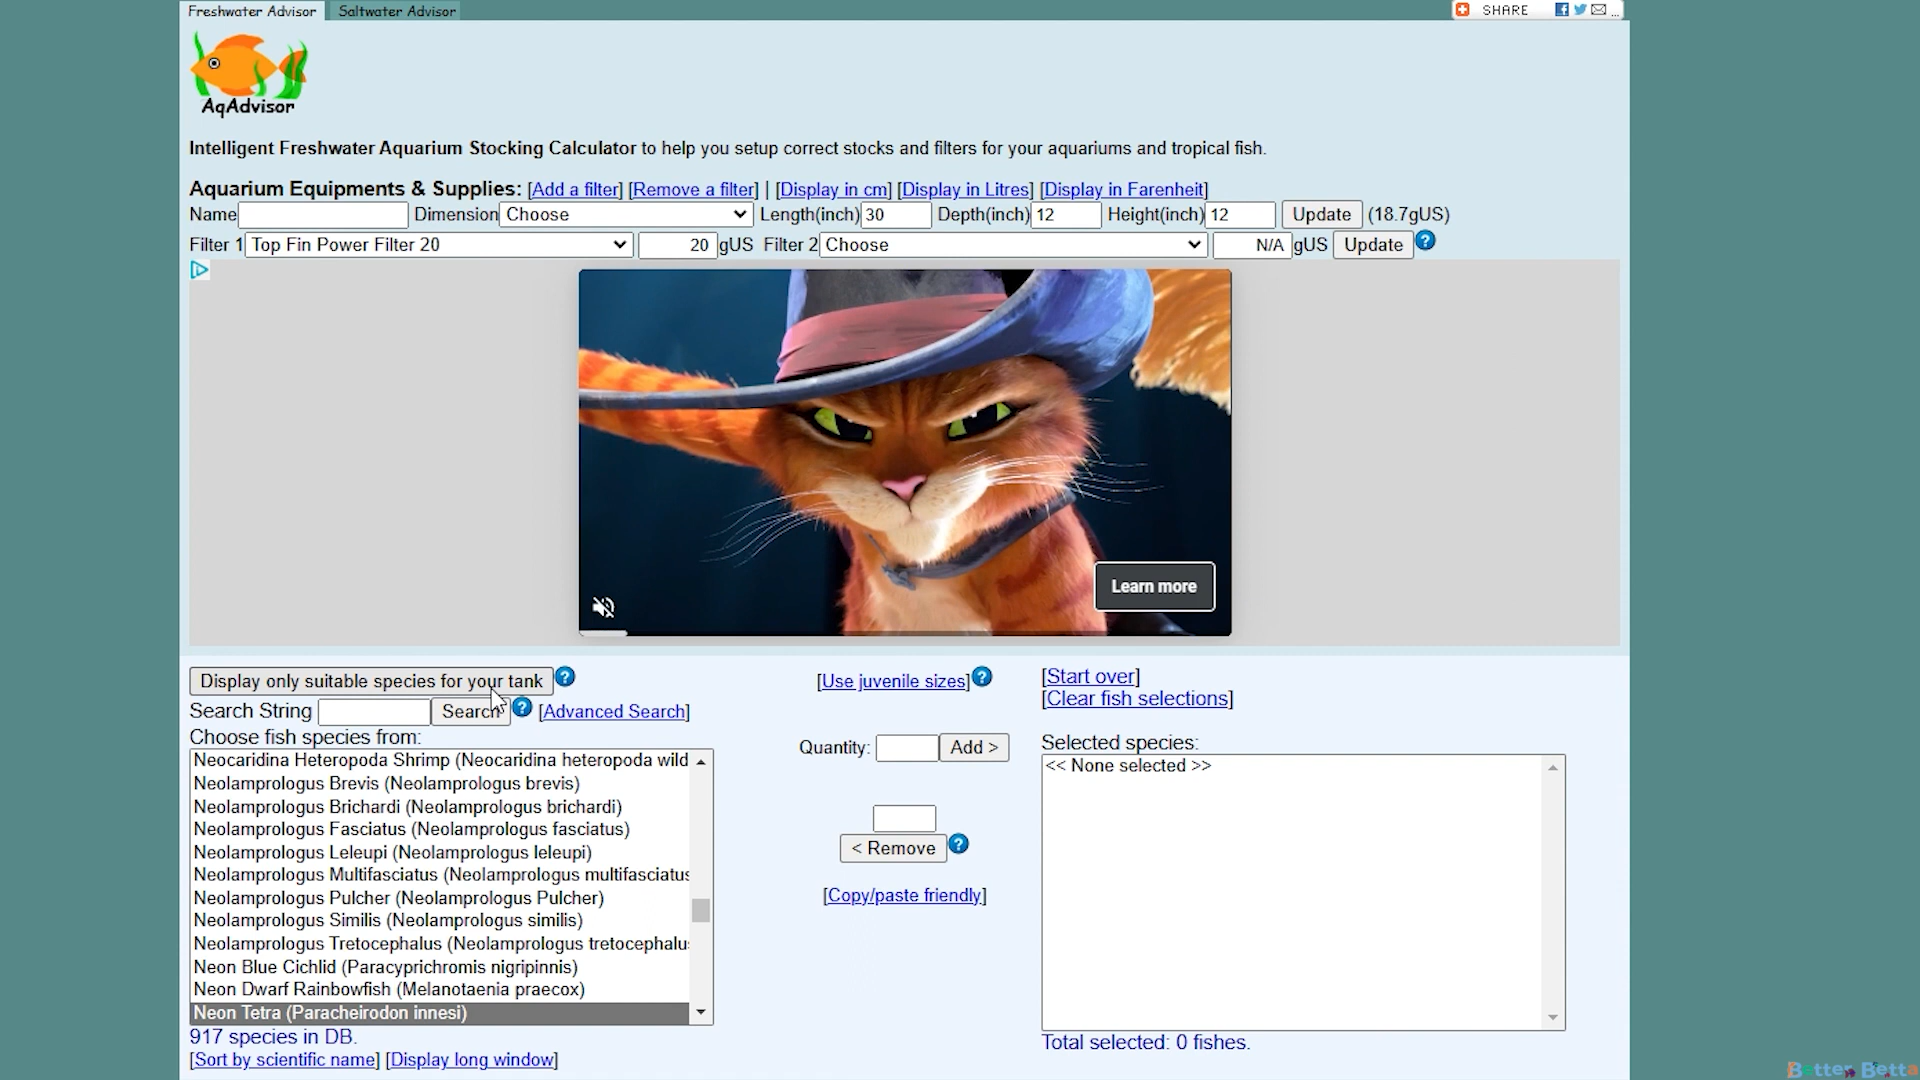 Freshwater Advisor Saltwater Advisor SHARE ...
AqAdvisor
Intelligent Freshwater Aquarium Stocking Calculator to help you setup correct stocks and filters for your aquariums and tropical fish.
Aquarium Equipments & Supplies: [Add a filter] [Remove a filter] | [Display in cm] [Display in Litres] [Display in Farenheit]
Name Dimension Choose Length(inch) 30 Depth(inch) 12 Height(inch) 12 Update (18.7gUS)
Filter 1 Top Fin Power Filter 20 20 gUS Filter 2 Choose N/A gUS Update ?
Learn more
Display only suitable species for your tank ? [Use juvenile sizes] ? [Start over]
[Clear fish selections]
Search String Search ? [Advanced Search]
Choose fish species from:
Quantity: Add > Selected species:
Neocaridina Heteropoda Shrimp (Neocaridina heteropoda wild << None selected >>
Neolamprologus Brevis (Neolamprologus brevis)
Neolamprologus Brichardi (Neolamprologus brichardi)
Neolamprologus Fasciatus (Neolamprologus fasciatus)
Neolamprologus Leleupi (Neolamprologus leleupi) < Remove ?
Neolamprologus Multifasciatus (Neolamprologus multifasciatus
Neolamprologus Pulcher (Neolamprologus Pulcher) [Copy/paste friendly]
Neolamprologus Similis (Neolamprologus similis)
Neolamprologus Tretocephalus (Neolamprologus tretocephalu
Neon Blue Cichlid (Paracyprichromis nigripinnis)
Neon Dwarf Rainbowfish (Melanotaenia praecox)
Neon Tetra (Paracheirodon innesi)
917 species in DB. Total selected: 0 fishes.
[Sort by scientific name] [Display long window]
Better Betta